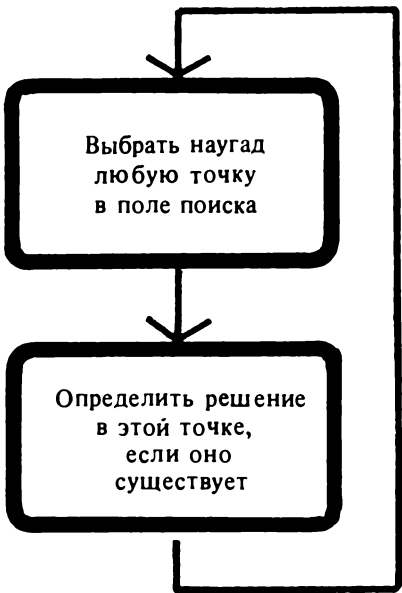 Выбрать наугад
любую точку
в поле поиска
Определить решение
в этой точке,
если оно
существует